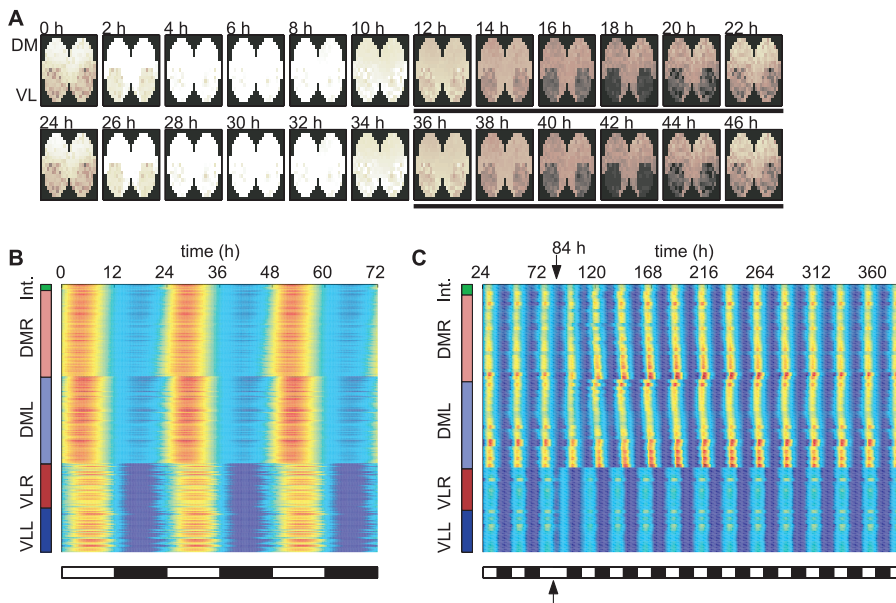 A
0 h 2 h 4 h 6 h 8 h 10 h 12 h 14 h 16 h 18 h 20 h 22 h
DM
VL
24 h 26 h 28 h 30 h 32 h 34 h 36 h 38 h 40 h 42 h 44 h 46 h
B
time (h)
0 12 24 36 48 60 72
Int.
DMR
DML
VLR
VLL
C
84 h
time (h)
24 72 120 168 216 264 312 360
Int.
DMR
DML
VLR
VLL